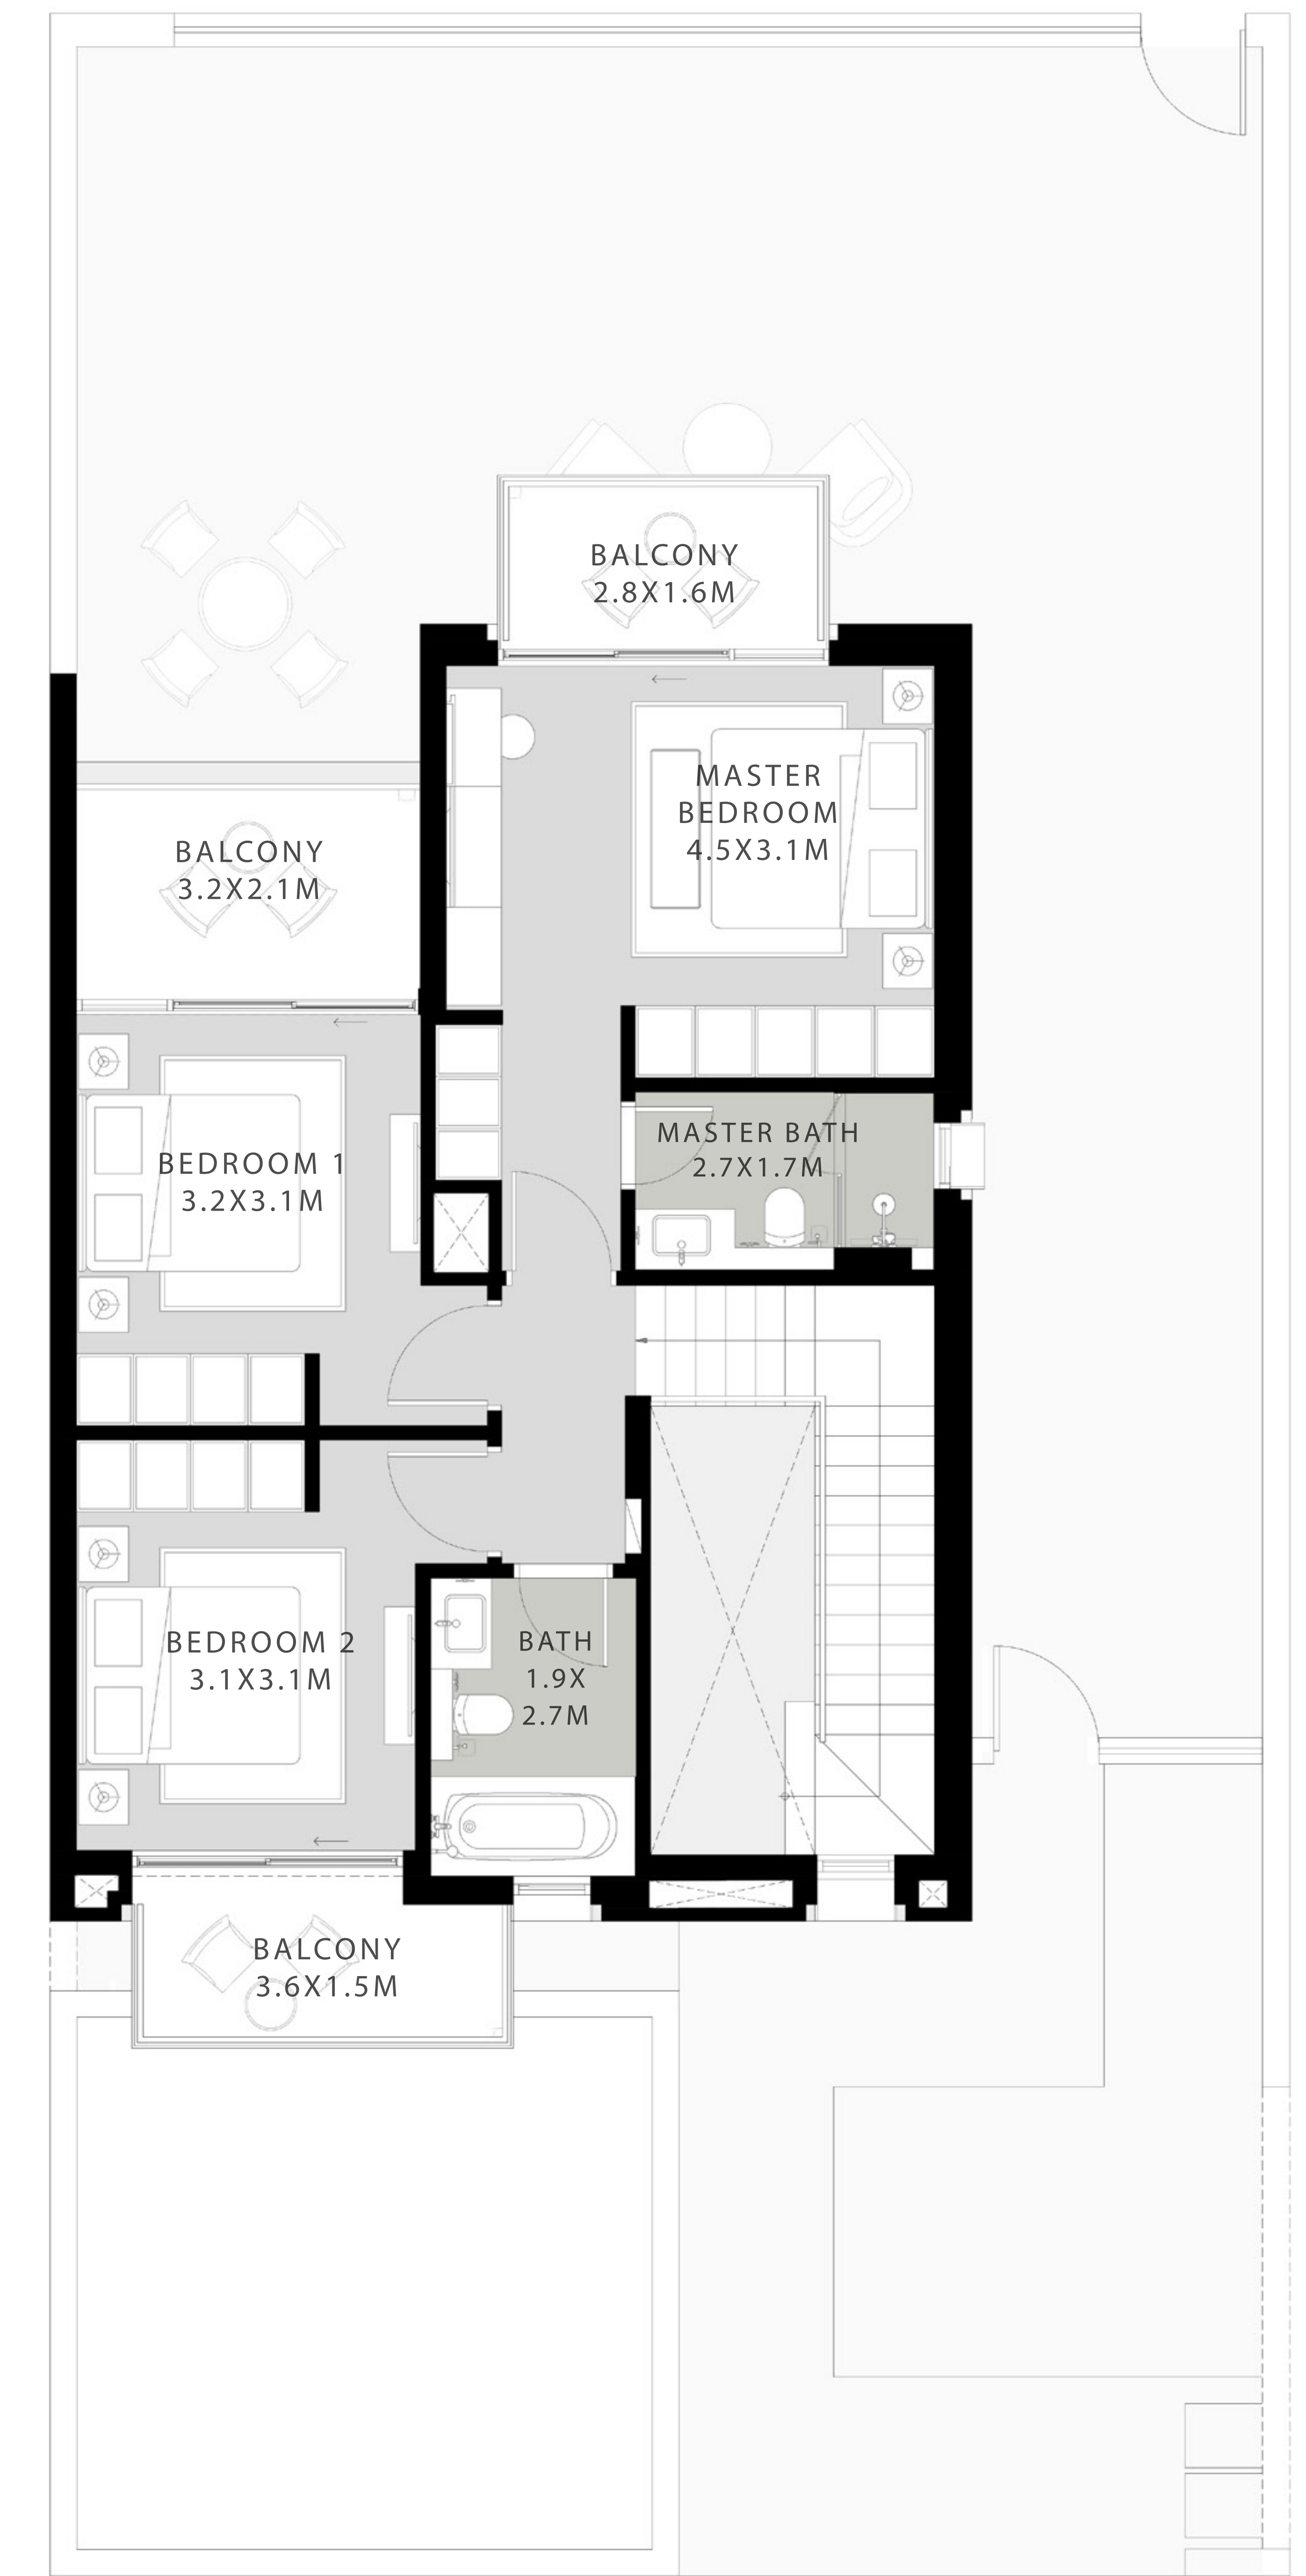 BALCONY
2.8X1.6M
MASTER
BEDROOM
4.5X3.1M
BALCONY
3.2X2.1M
MASTER BATH
2.7X1.7M
BEDROOM 1
3.2X3.1M
BEDROOM 2
3.1X3.1M
BATH
1.9X
2.7M
BALCONY
3.6X1.5M